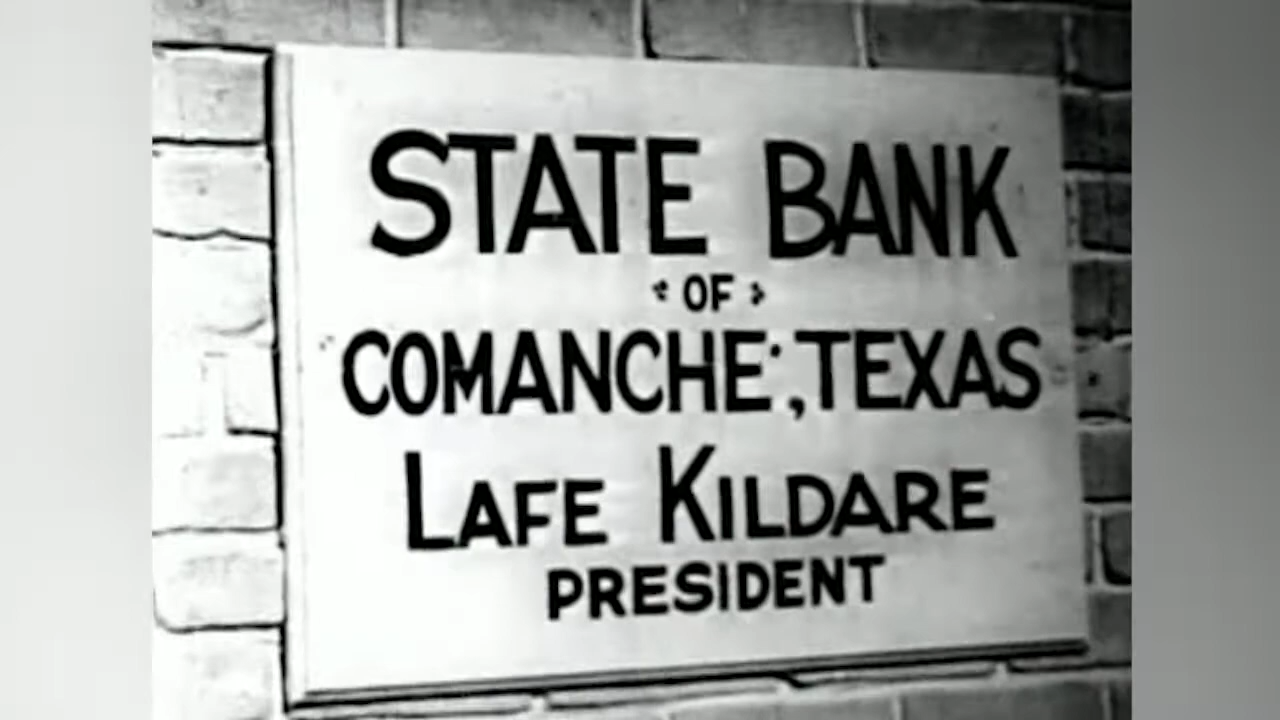 STATE BANK
OF
COMANCHE, TEXAS
LAFE KILDARE
PRESIDENT